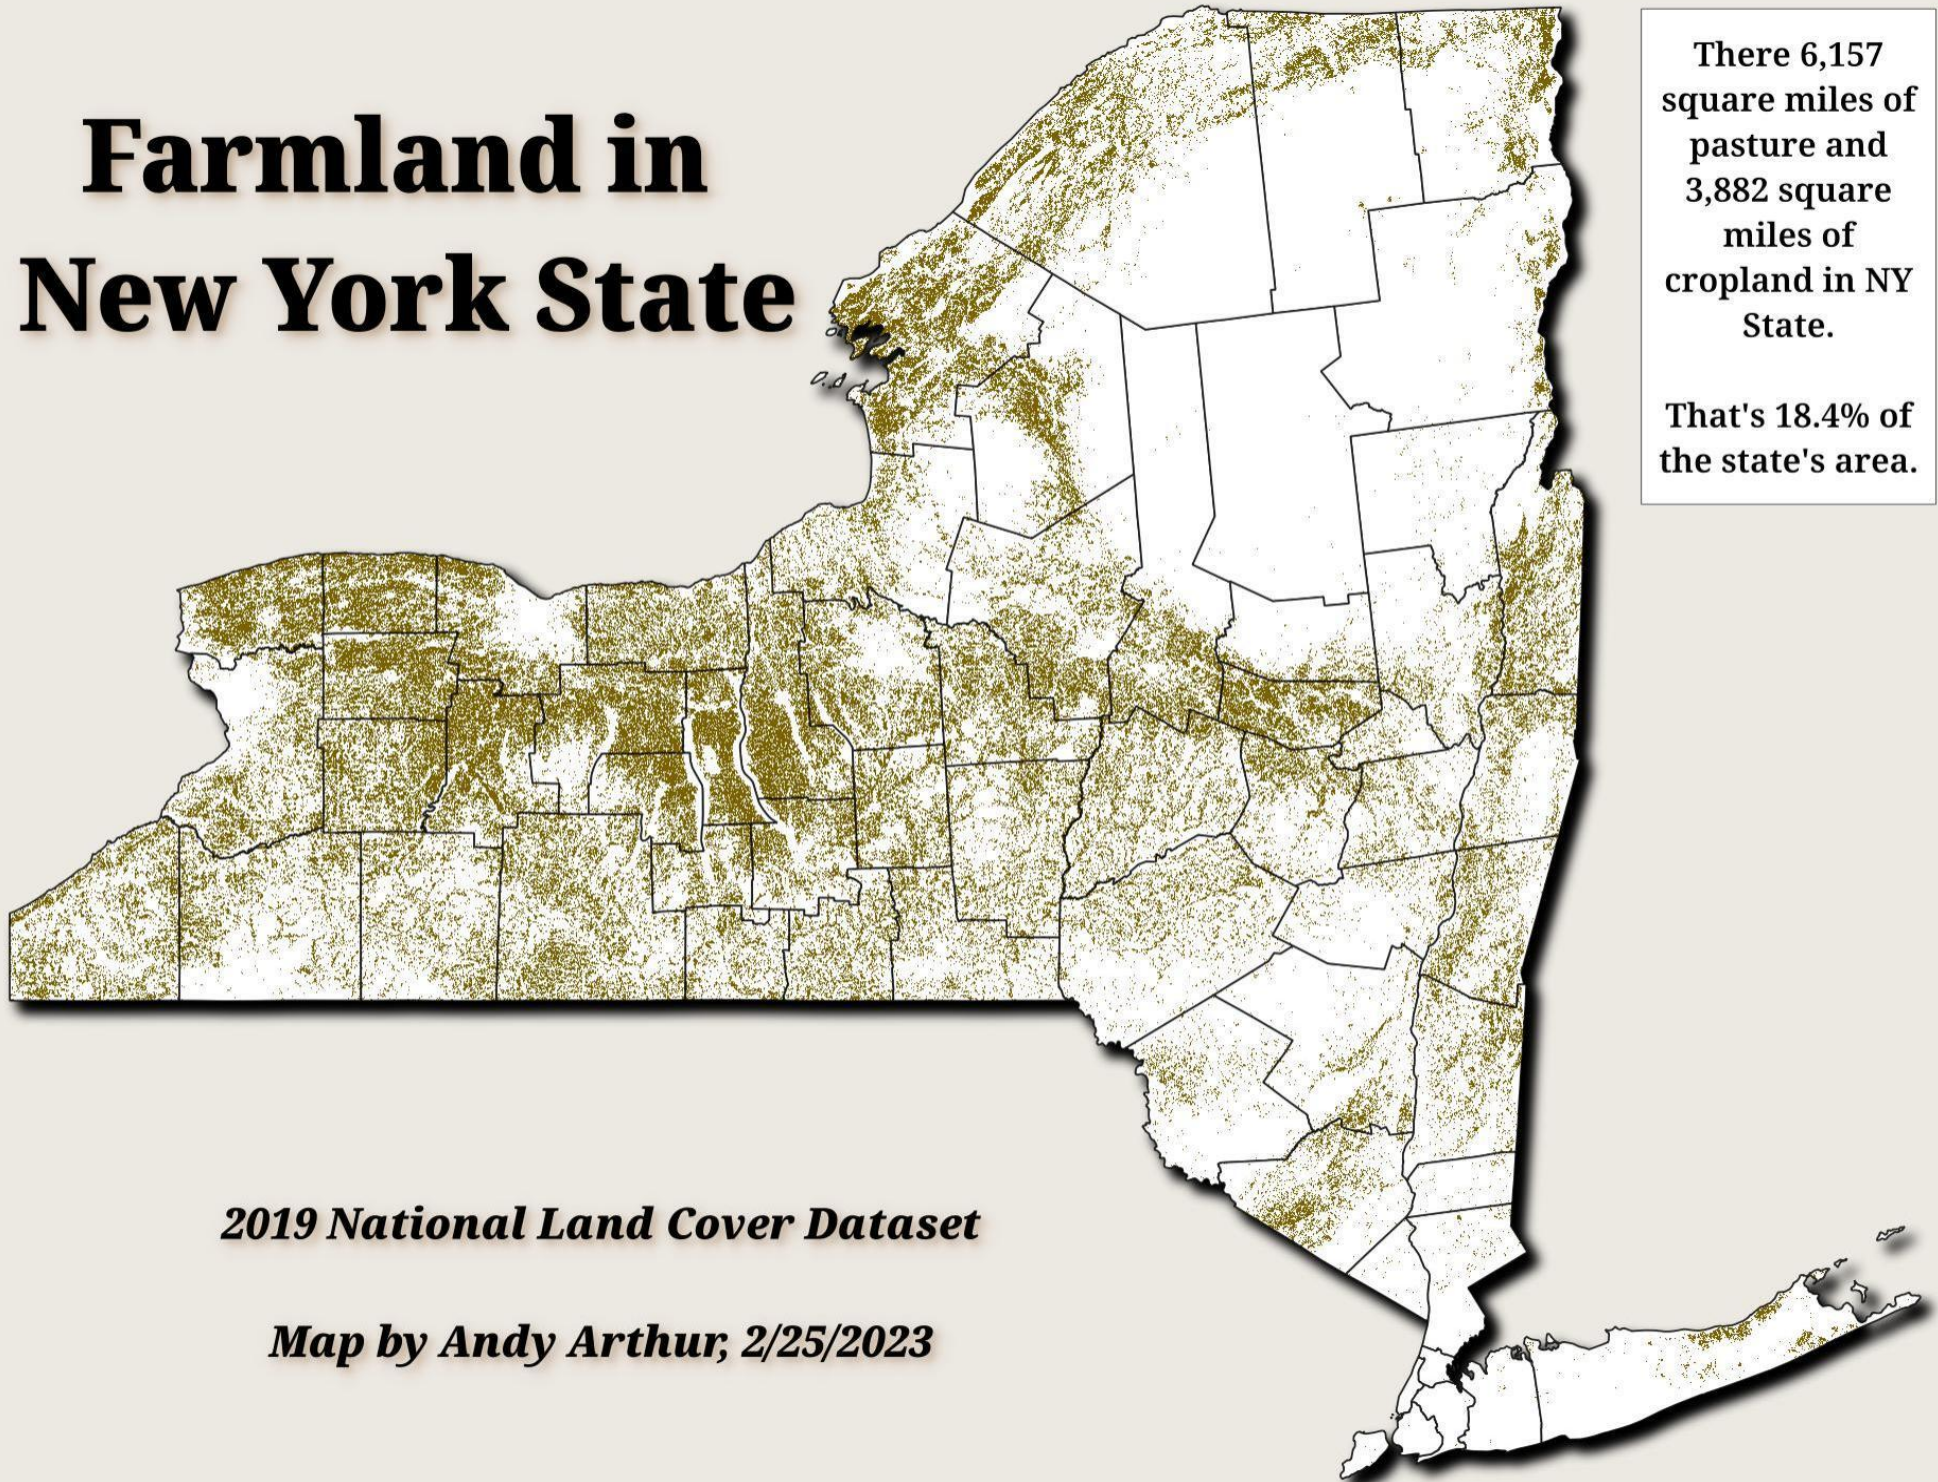 Farmland in
New York State
There 6,157
square miles of
pasture and
3,882 square
miles of
cropland in NY
State.
That's 18.4% of
the state's area.
2019 National Land Cover Dataset
Map by Andy Arthur, 2/25/2023